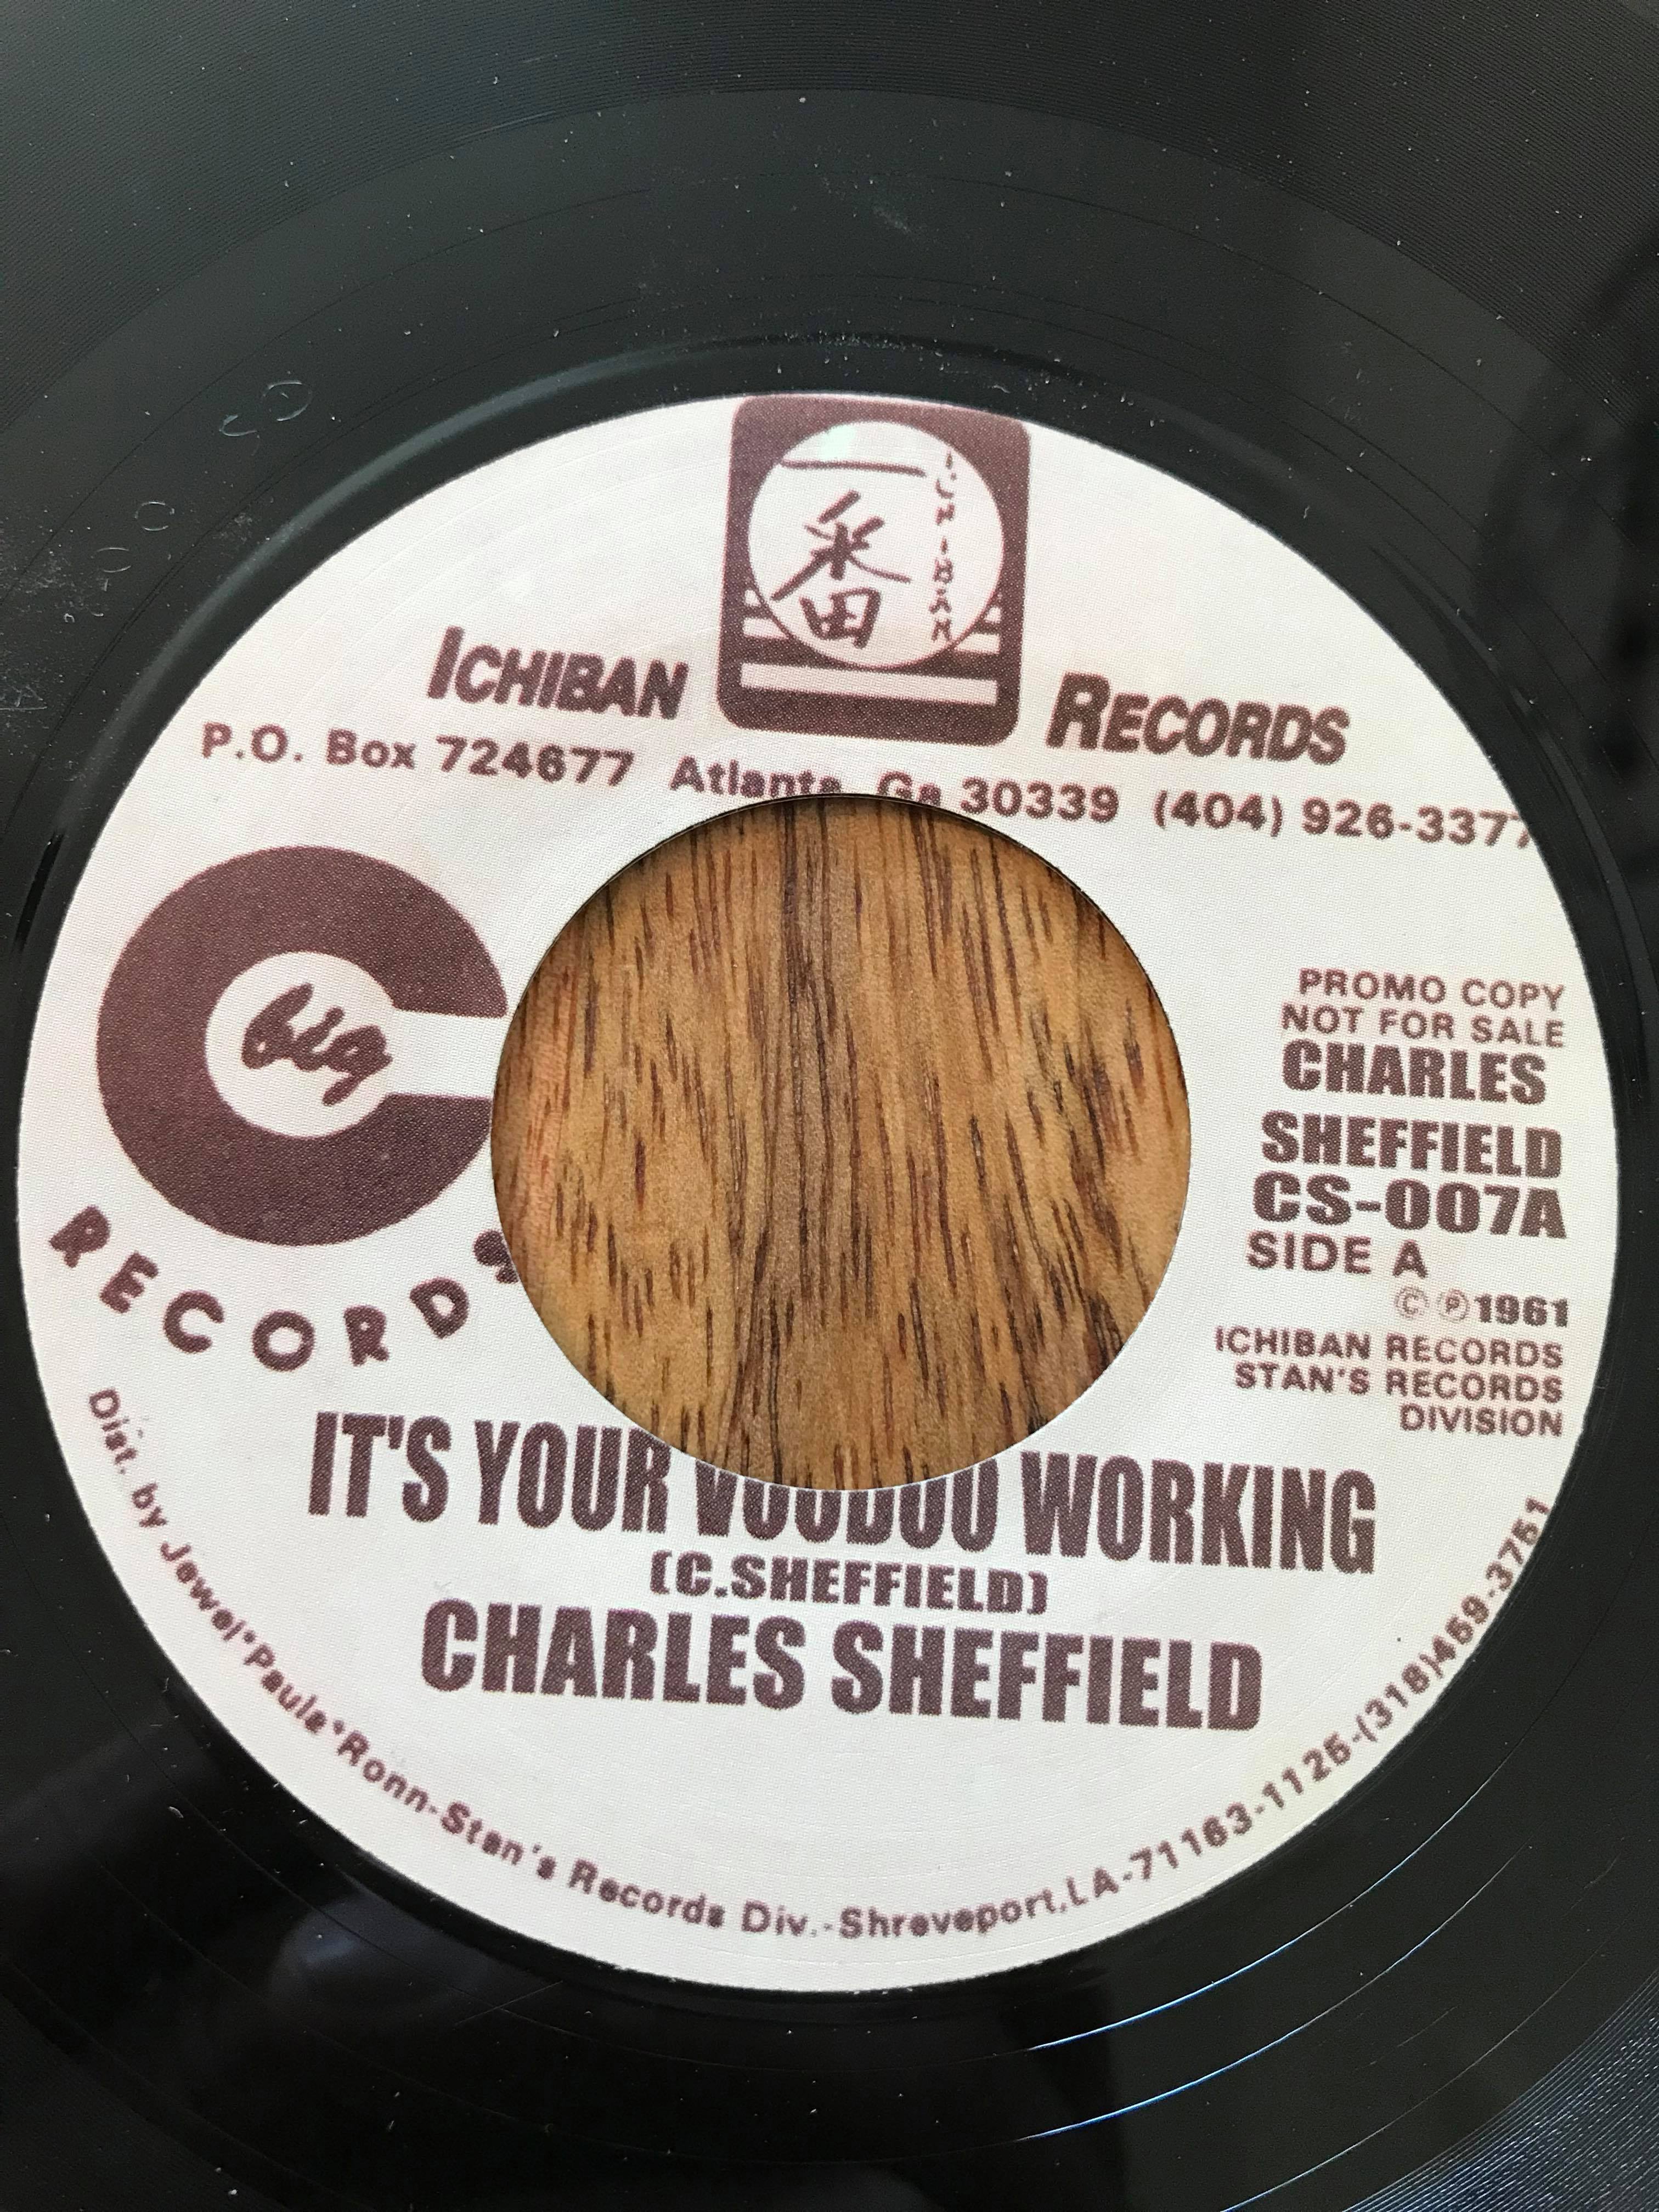 一番
ICHIBAN RECORDS
P.O. Box 724677 Atlanta, Ga 30339 (404) 926-3377
big
RECORDS
PROMO COPY
NOT FOR SALE
CHARLES
SHEFFIELD
CS-007A
SIDE A
©℗1961
ICHIBAN RECORDS
STAN'S RECORDS
DIVISION
IT'S YOUR VOODOO WORKING
(C.SHEFFIELD)
CHARLES SHEFFIELD
Dist. by Jewel*Paula*Ronn-Stan's Records Div.-Shreveport,LA-71163-1125-(318)459-3751